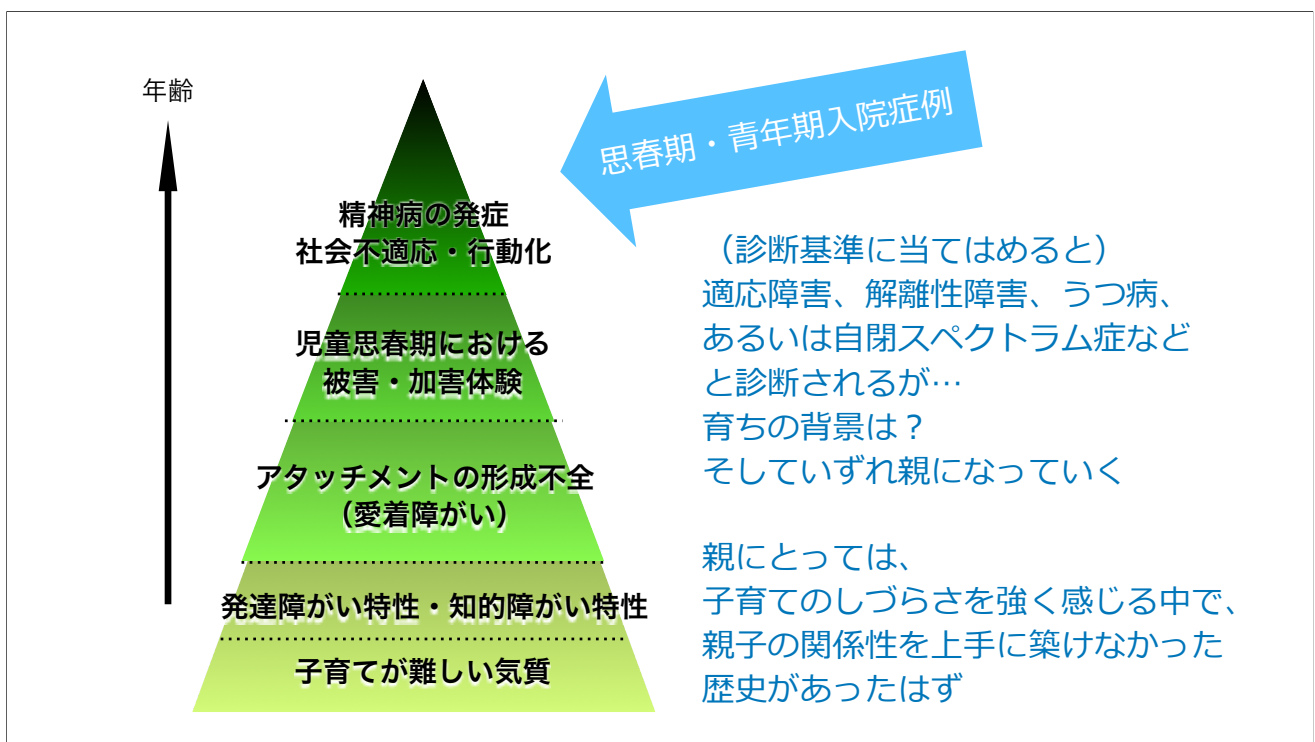 年齢
思春期・青年期入院症例
精神病の発症
社会不適応・行動化
児童思春期における
被害・加害体験
アタッチメントの形成不全
（愛着障がい）
発達障がい特性・知的障がい特性
子育てが難しい気質
（診断基準に当てはめると）
適応障害、解離性障害、うつ病、
あるいは自閉スペクトラム症など
と診断されるが…
育ちの背景は？
そしていずれ親になっていく
親にとっては、
子育てのしづらさを強く感じる中で、
親子の関係性を上手に築けなかった
歴史があったはず